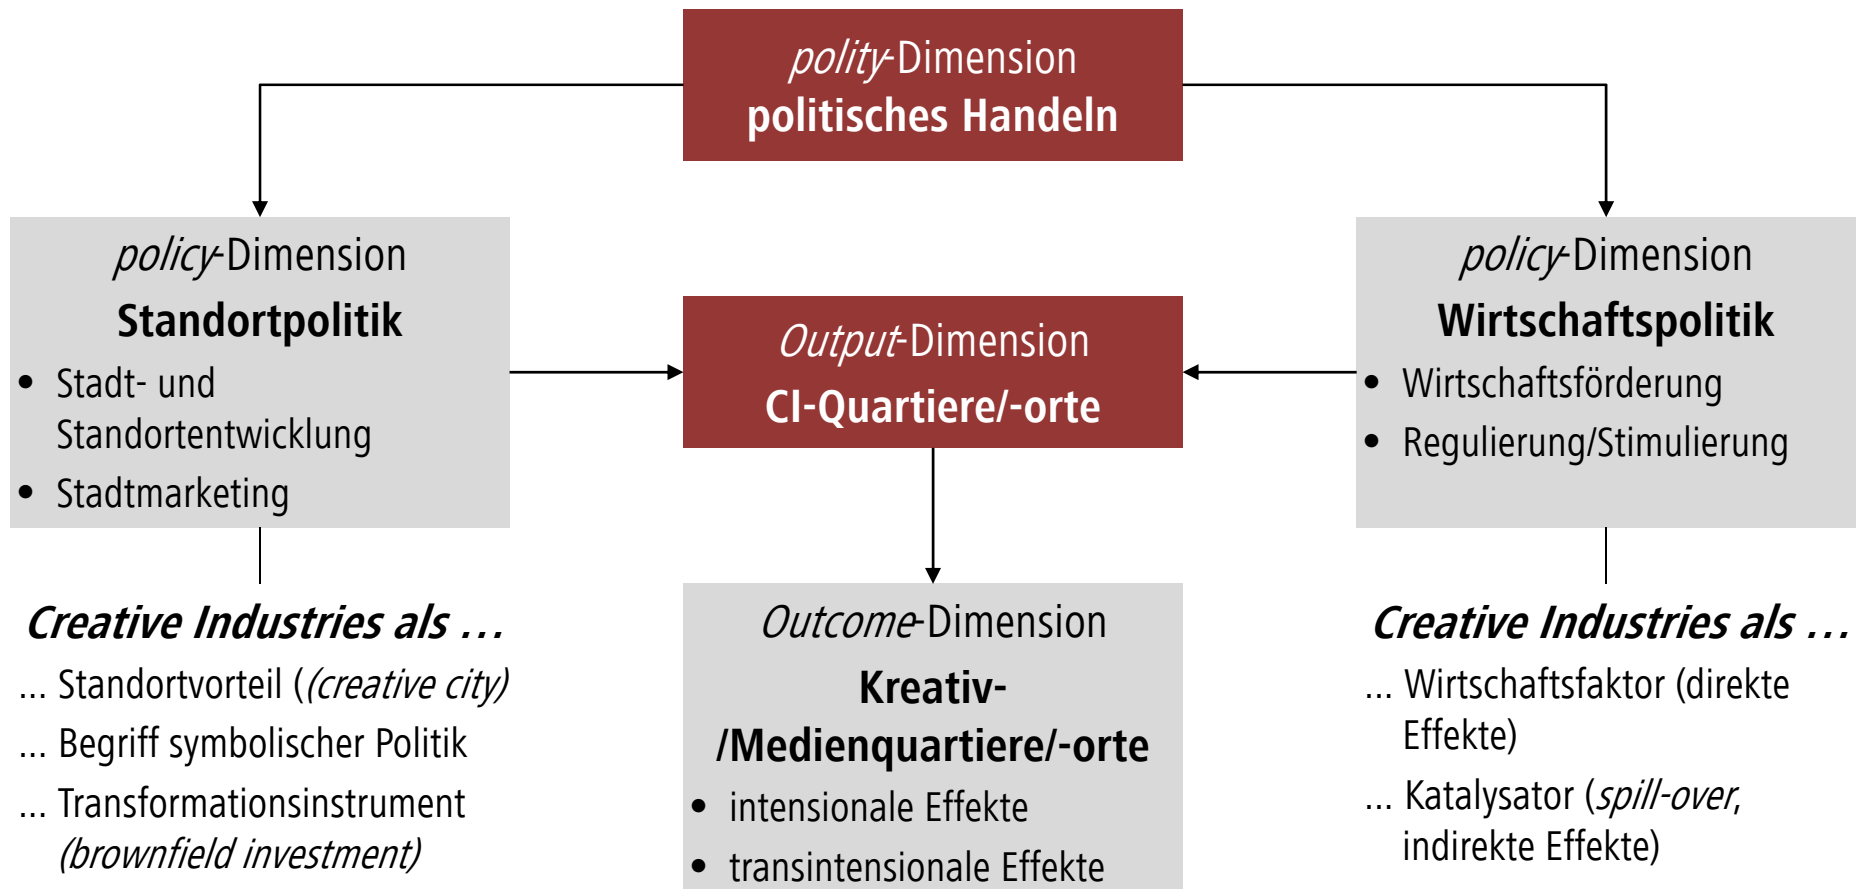 polity-Dimension
politisches Handeln
policy-Dimension
Standortpolitik
• Stadt- und
Standortentwicklung
• Stadtmarketing
Output-Dimension
CI-Quartiere/-orte
policy-Dimension
Wirtschaftspolitik
• Wirtschaftsförderung
• Regulierung/Stimulierung
Creative Industries als ...
... Standortvorteil ((creative city)
... Begriff symbolischer Politik
... Transformationsinstrument
(brownfield investment)
Outcome-Dimension
Kreativ-
/Medienquartiere/-orte
• intensionale Effekte
• transintensionale Effekte
Creative Industries als ...
... Wirtschaftsfaktor (direkte
Effekte)
... Katalysator (spill-over,
indirekte Effekte)